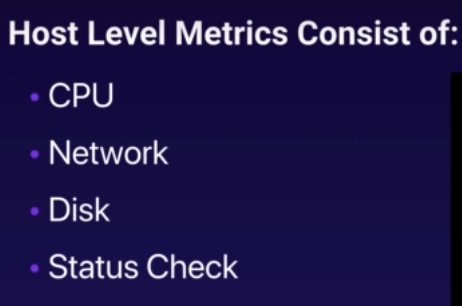 Host Level Metrics Consist of:
• CPU
• Network
• Disk
• Status Check